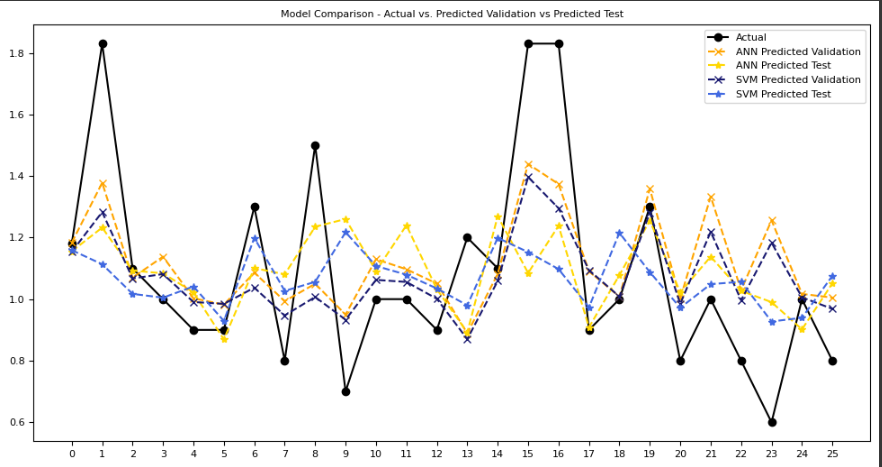 Model Comparison - Actual vs. Predicted Validation vs Predicted Test
Actual
ANN Predicted Validation
ANN Predicted Test
SVM Predicted Validation
SVM Predicted Test
1.8
1.6
1.4
1.2
1.0
0.8
0.6
0 1 2 3 4 5 6 7 8 9 10 11 12 13 14 15 16 17 18 19 20 21 22 23 24 25